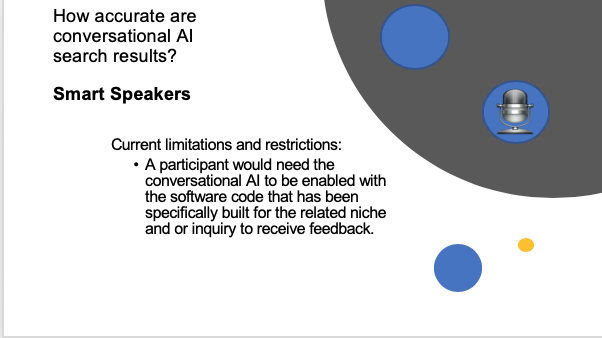 How accurate are
conversational AI
search results?
Smart Speakers
Current limitations and restrictions:
• A participant would need the
conversational AI to be enabled with
the software code that has been
specifically built for the related niche
and or inquiry to receive feedback.